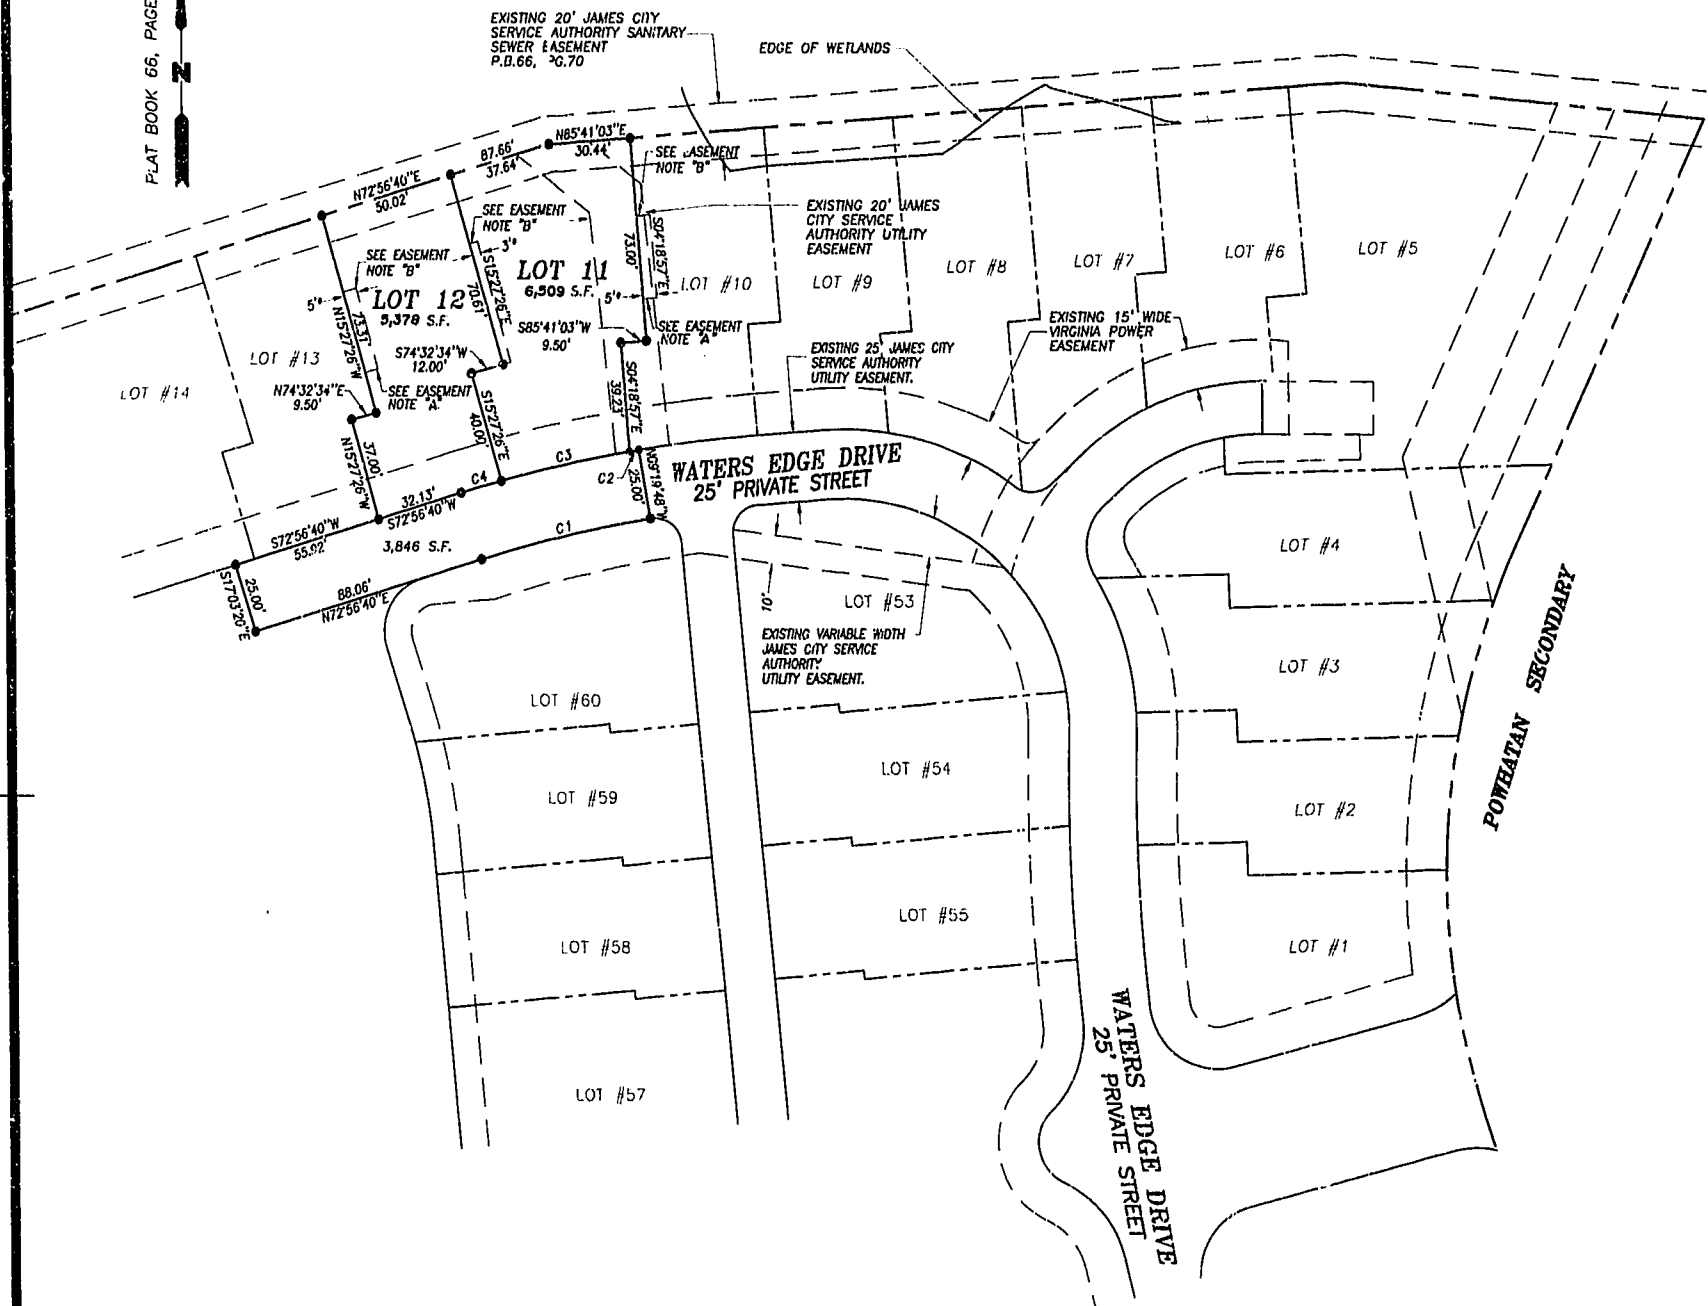 PLAT BOOK 66, PAGE
N
EXISTING 20' JAMES CITY
SERVICE AUTHORITY SANITARY
SEWER EASEMENT
P.B.66, PG.70
EDGE OF WETLANDS
N85°41'03"E
30.44'
87.66'
37.64'
N72°56'40"E
50.02'
SEE EASEMENT
NOTE "B"
SEE EASEMENT
NOTE "B"
SEE EASEMENT
NOTE "B"
EXISTING 20' JAMES
CITY SERVICE
AUTHORITY UTILITY
EASEMENT
3'
LOT 11
6,509 S.F.
5'
S04°18'57"E
73.00'
S15°27'26"E
70.61'
5'
LOT 12
5,378 S.F.
N15°27'26"W
73.31'
LOT #10
LOT #9
LOT #8
LOT #7
LOT #6
LOT #5
S85°41'03"W
9.50'
SEE EASEMENT
NOTE "A"
EXISTING 15' WIDE
VIRGINIA POWER
EASEMENT
EXISTING 25' JAMES CITY
SERVICE AUTHORITY
UTILITY EASEMENT.
LOT #13
LOT #14
S74°32'34"W
12.00'
N74°32'34"E
9.50'
SEE EASEMENT
NOTE "A"
S04°18'57"E
39.23'
S15°27'26"E
40.00'
N15°27'26"W
37.00'
C3
C2
C4
C1
WATERS EDGE DRIVE
25' PRIVATE STREET
N09°19'48"W
25.00'
32.13'
S72°56'40"W
S72°56'40"W
55.92'
3,846 S.F.
S17°03'20"E
25.00'
88.06'
N72°56'40"E
10'
EXISTING VARIABLE WIDTH
JAMES CITY SERVICE
AUTHORITY
UTILITY EASEMENT.
LOT #53
LOT #4
LOT #3
POWHATAN SECONDARY
LOT #60
LOT #54
LOT #59
LOT #2
LOT #55
LOT #58
LOT #1
LOT #57
WATERS EDGE DRIVE
25' PRIVATE STREET